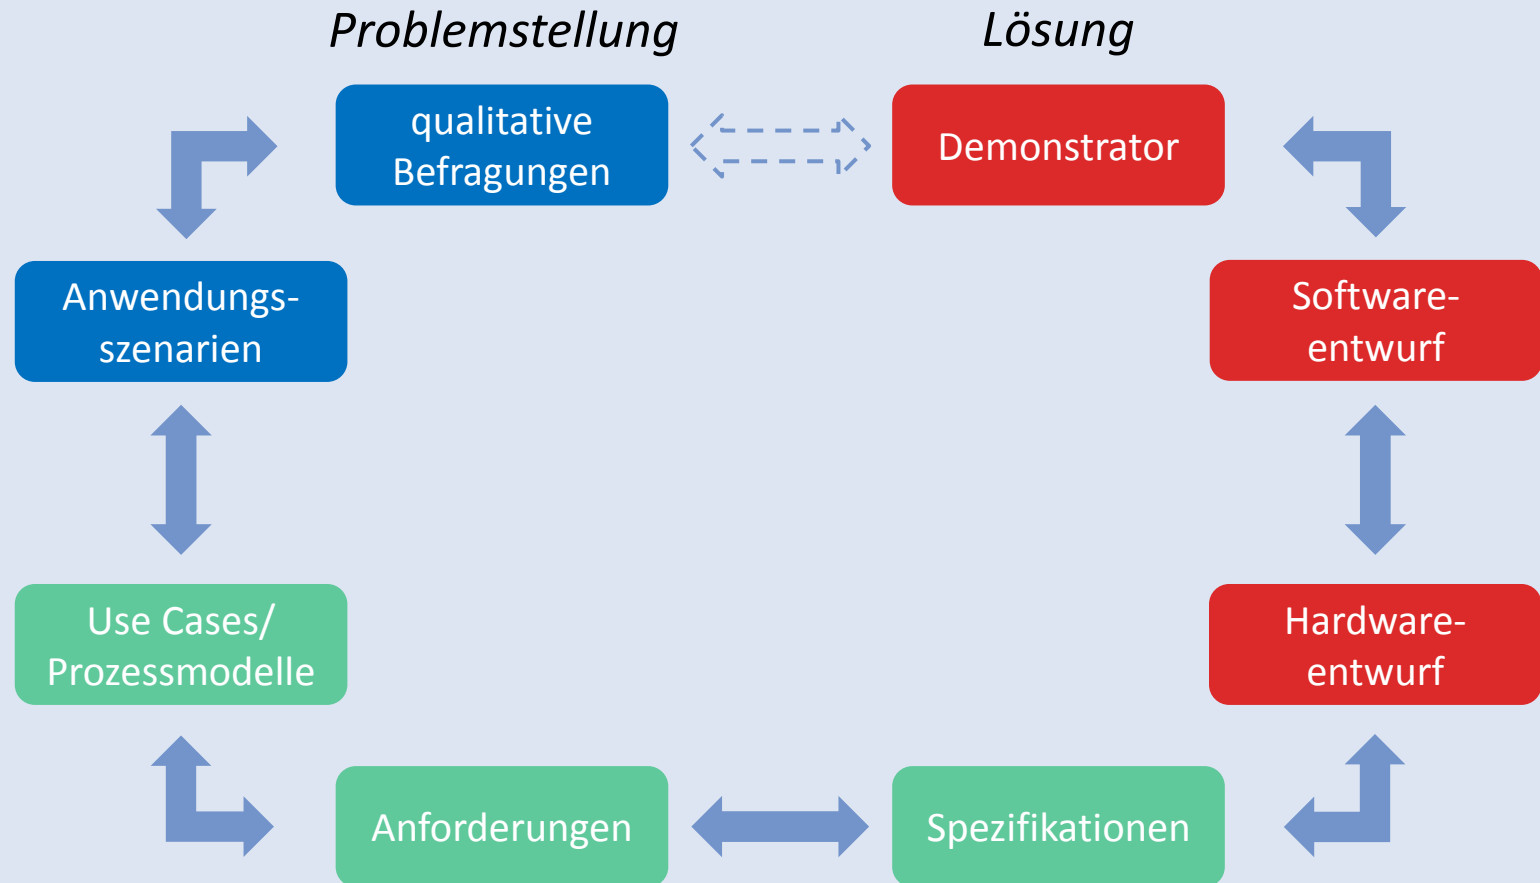 Problemstellung
Lösung
qualitative
Befragungen
Demonstrator
Anwendungs-
szenarien
Software-
entwurf
Use Cases/
Prozessmodelle
Hardware-
entwurf
Anforderungen
Spezifikationen